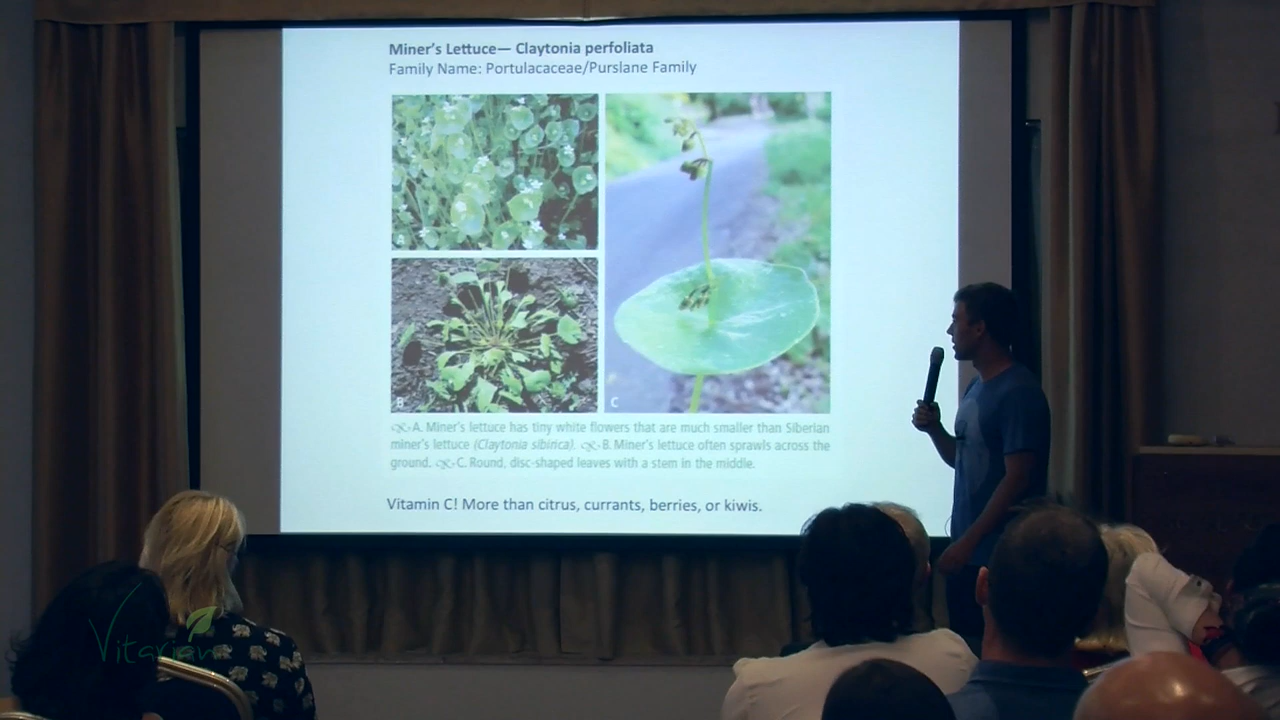 Miner's Lettuce— Claytonia perfoliata
Family Name: Portulacaceae/Purslane Family
B
C
A. Miner's lettuce has tiny white flowers that are much smaller than Siberian
miner's lettuce (Claytonia sibirica). B. Miner's lettuce often sprawls across the
ground. C. Round, disc-shaped leaves with a stem in the middle.
Vitamin C! More than citrus, currants, berries, or kiwis.
Vitarian